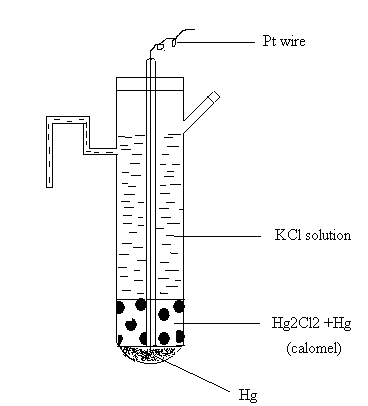 Pt wire
KCl solution
Hg2Cl2 +Hg
(calomel)
Hg